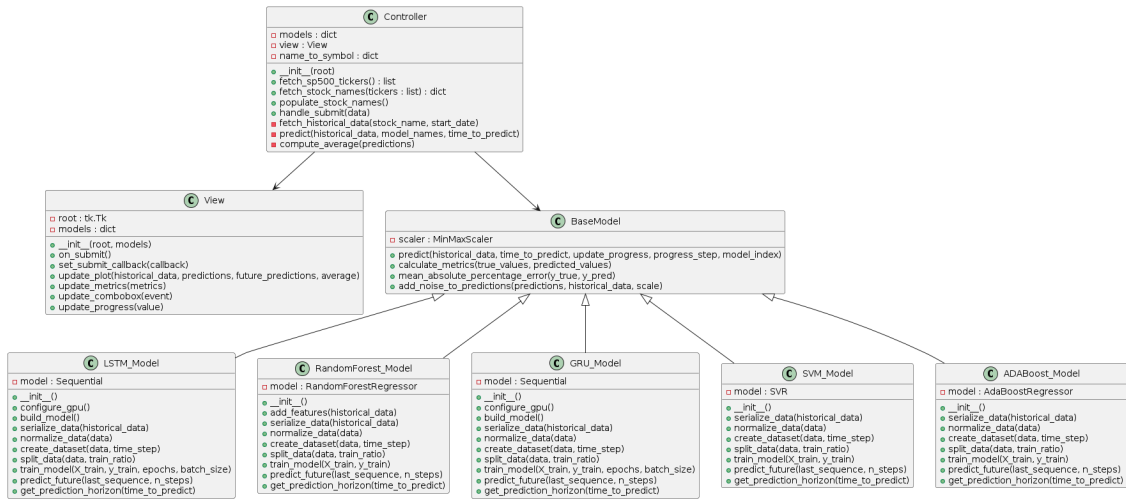 C Controller
models : dict
view : View
name_to_symbol : dict
__init__(root)
fetch_sp500_tickers() : list
fetch_stock_names(tickers : list) : dict
populate_stock_names()
handle_submit(data)
fetch_historical_data(stock_name, start_date)
predict(historical_data, model_names, time_to_predict)
compute_average(predictions)
C View
root : tk.Tk
models : dict
__init__(root, models)
on_submit()
set_submit_callback(callback)
update_plot(historical_data, predictions, future_predictions, average)
update_metrics(metrics)
update_combobox(event)
update_progress(value)
C BaseModel
scaler : MinMaxScaler
predict(historical_data, time_to_predict, update_progress, progress_step, model_index)
calculate_metrics(true_values, predicted_values)
mean_absolute_percentage_error(y_true, y_pred)
add_noise_to_predictions(predictions, historical_data, scale)
C LSTM_Model
model : Sequential
__init__()
configure_gpu()
build_model()
serialize_data(historical_data)
normalize_data(data)
create_dataset(data, time_step)
split_data(data, train_ratio)
train_model(X_train, y_train, epochs, batch_size)
predict_future(last_sequence, n_steps)
get_prediction_horizon(time_to_predict)
C RandomForest_Model
model : RandomForestRegressor
__init__()
add_features(historical_data)
serialize_data(historical_data)
normalize_data(data)
create_dataset(data, time_step)
split_data(data, train_ratio)
train_model(X_train, y_train)
predict_future(last_sequence, n_steps)
get_prediction_horizon(time_to_predict)
C GRU_Model
model : Sequential
__init__()
configure_gpu()
build_model()
serialize_data(historical_data)
normalize_data(data)
create_dataset(data, time_step)
split_data(data, train_ratio)
train_model(X_train, y_train, epochs, batch_size)
predict_future(last_sequence, n_steps)
get_prediction_horizon(time_to_predict)
C SVM_Model
model : SVR
__init__()
serialize_data(historical_data)
normalize_data(data)
create_dataset(data, time_step)
split_data(data, train_ratio)
train_model(X_train, y_train)
predict_future(last_sequence, n_steps)
get_prediction_horizon(time_to_predict)
C ADABoost_Model
model : AdaBoostRegressor
__init__()
serialize_data(historical_data)
normalize_data(data)
create_dataset(data, time_step)
split_data(data, train_ratio)
train_model(X_train, y_train)
predict_future(last_sequence, n_steps)
get_prediction_horizon(time_to_predict)